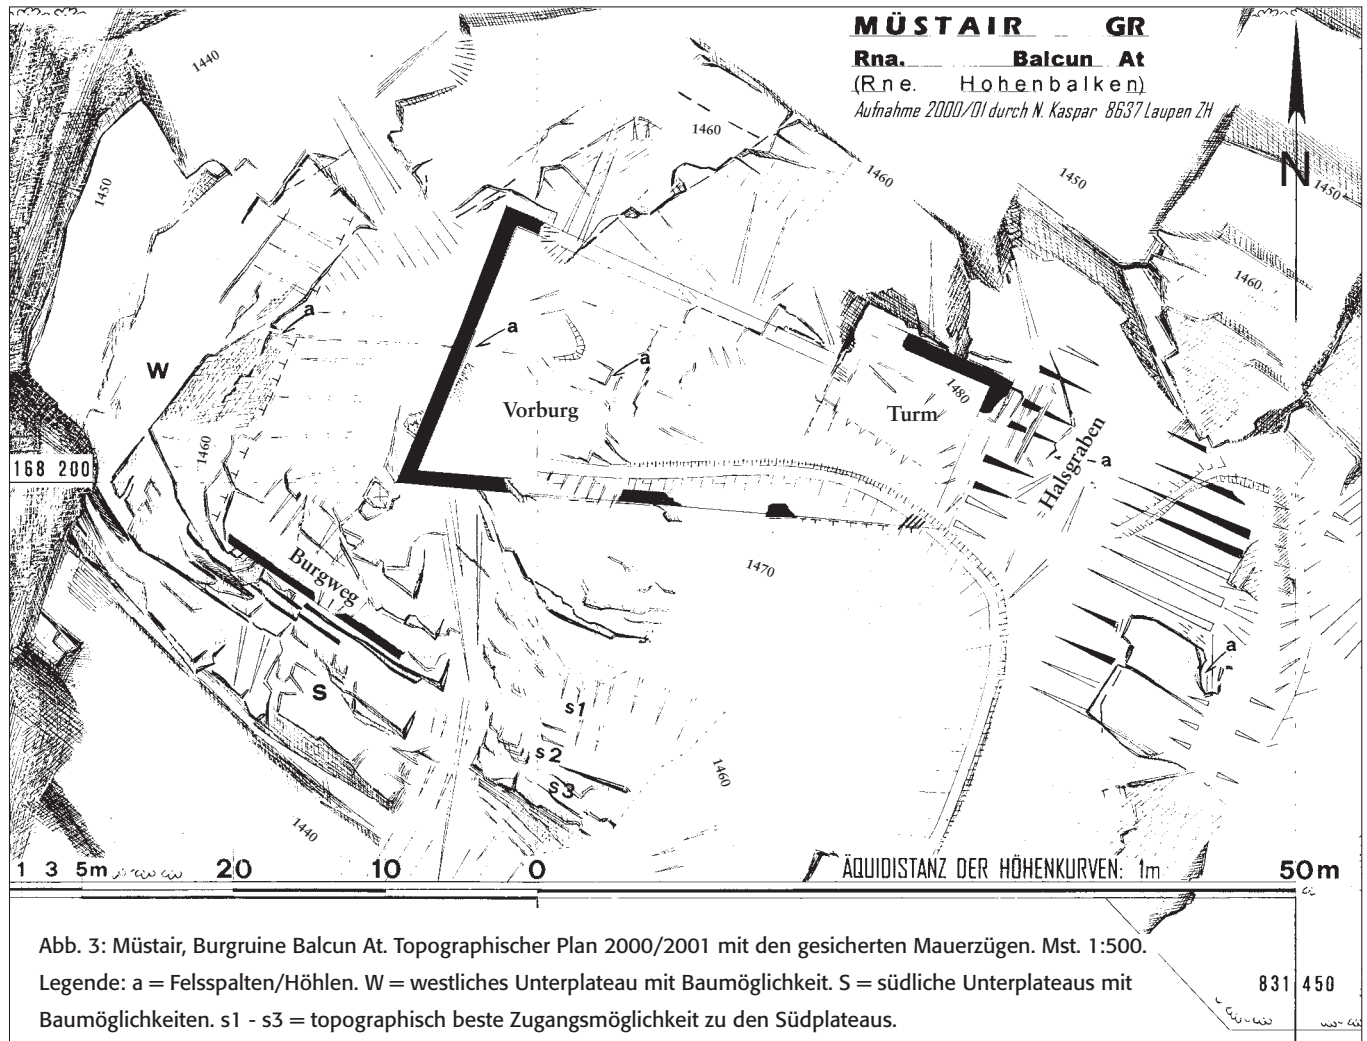 MÜSTAIR GR
Rna. Balcun At
(Rne. Hohenbalken)
Aufnahme 2000/01 durch N. Kaspar 8637 Laupen ZH
N
1440
1450
1460
1460
1450
1450
1460
a
a
a
W
Vorburg
Turm
1480
Halsgraben
a
1460
168 200
Burgweg
1470
a
S
s1
s2
s3
1460
1440
1 3 5m 20 10 0 ÄQUIDISTANZ DER HÖHENKURVEN: 1m 50m
Abb. 3: Müstair, Burgruine Balcun At. Topographischer Plan 2000/2001 mit den gesicherten Mauerzügen. Mst. 1:500.
Legende: a = Felsspalten/Höhlen. W = westliches Unterplateau mit Baumöglichkeit. S = südliche Unterplateaus mit
Baumöglichkeiten. s1 - s3 = topographisch beste Zugangsmöglichkeit zu den Südplateaus.
831 450